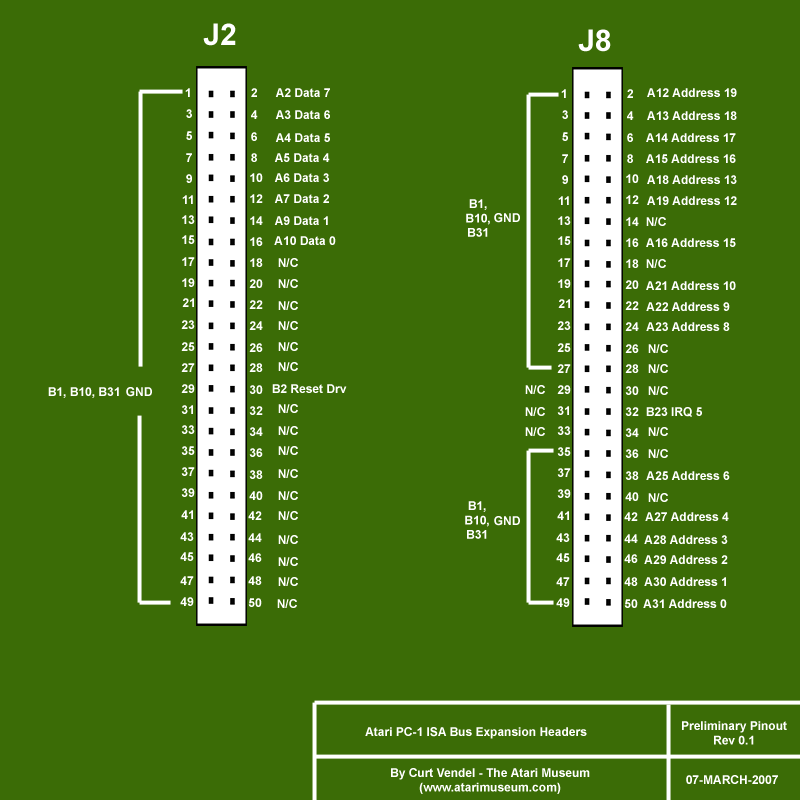 J2
1 2 A2 Data 7
3 4 A3 Data 6
5 6 A4 Data 5
7 8 A5 Data 4
9 10 A6 Data 3
11 12 A7 Data 2
13 14 A9 Data 1
15 16 A10 Data 0
17 18 N/C
19 20 N/C
21 22 N/C
23 24 N/C
25 26 N/C
27 28 N/C
B1, B10, B31 GND
29 30 B2 Reset Drv
31 32 N/C
33 34 N/C
35 36 N/C
37 38 N/C
39 40 N/C
41 42 N/C
43 44 N/C
45 46 N/C
47 48 N/C
49 50 N/C
J8
1 2 A12 Address 19
3 4 A13 Address 18
5 6 A14 Address 17
7 8 A15 Address 16
9 10 A18 Address 13
11 12 A19 Address 12
B1,
B10, GND
B31
13 14 N/C
15 16 A16 Address 15
17 18 N/C
19 20 A21 Address 10
21 22 A22 Address 9
23 24 A23 Address 8
25 26 N/C
27 28 N/C
N/C 29 30 N/C
N/C 31 32 B23 IRQ 5
N/C 33 34 N/C
35 36 N/C
37 38 A25 Address 6
39 40 N/C
B1,
B10, GND
B31
41 42 A27 Address 4
43 44 A28 Address 3
45 46 A29 Address 2
47 48 A30 Address 1
49 50 A31 Address 0
Atari PC-1 ISA Bus Expansion Headers
Preliminary Pinout
Rev 0.1
By Curt Vendel - The Atari Museum
(www.atarimuseum.com)
07-MARCH-2007